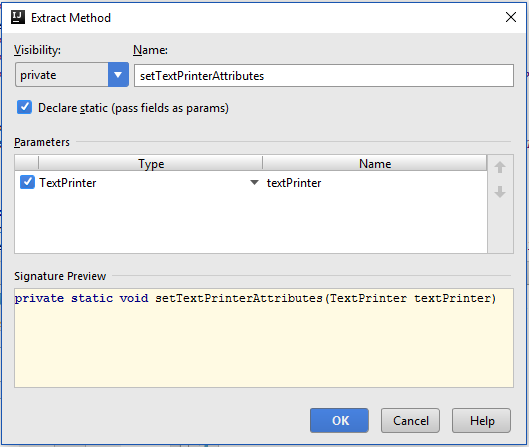 IJ Extract Method
Visibility: Name:
private setTextPrinterAttributes
Declare static (pass fields as params)
Parameters
Type Name
TextPrinter textPrinter
Signature Preview
private static void setTextPrinterAttributes(TextPrinter textPrinter)
OK Cancel Help